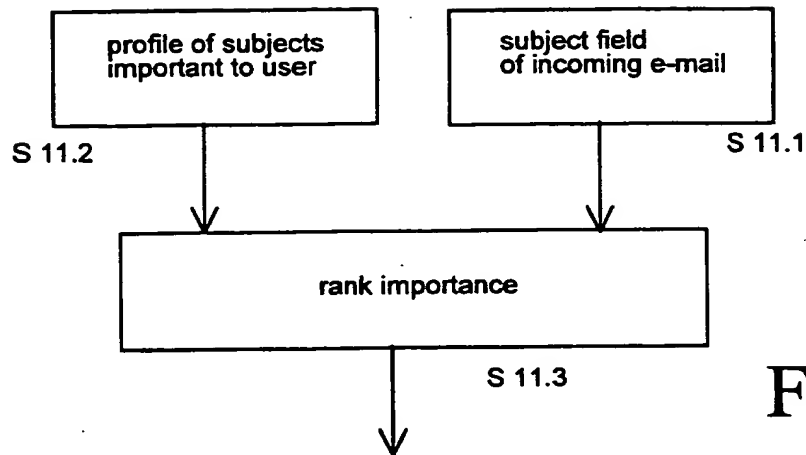 profile of subjects
important to user
subject field
of incoming e-mail
S 11.2
S 11.1
rank importance
S 11.3
F